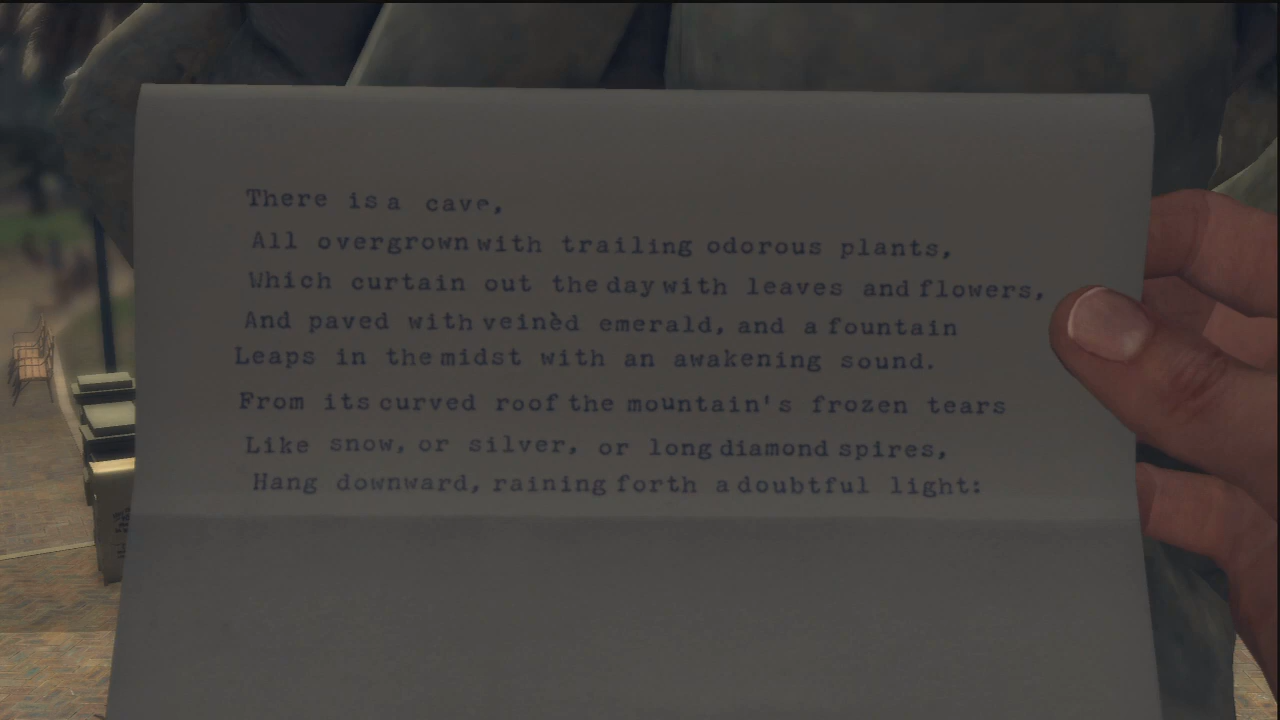 There is a cave,
All overgrown with trailing odorous plants,
Which curtain out the day with leaves and flowers,
And paved with veinèd emerald, and a fountain
Leaps in the midst with an awakening sound.
From its curved roof the mountain's frozen tears
Like snow, or silver, or long diamond spires,
Hang downward, raining forth a doubtful light: